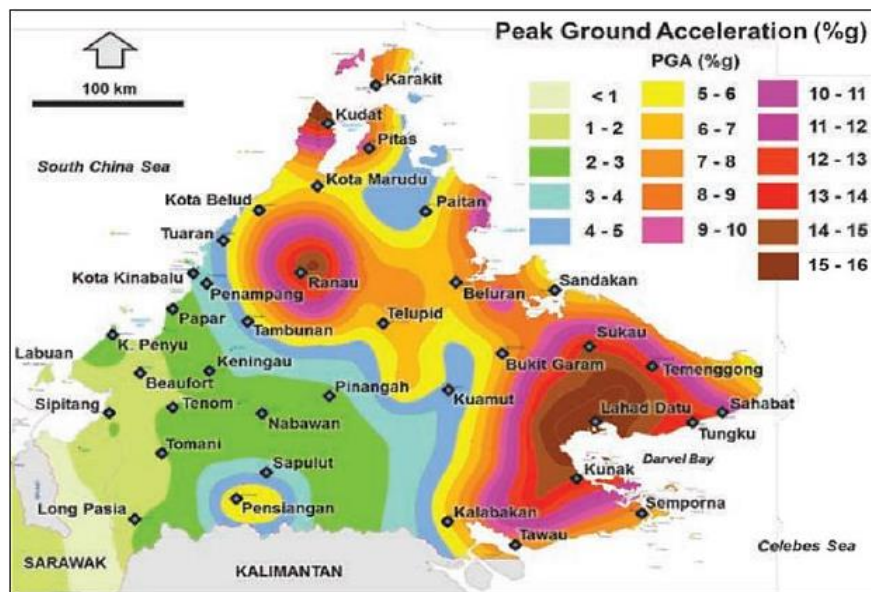 Peak Ground Acceleration (%g)
PGA (%g)
< 1
1 - 2
2 - 3
3 - 4
4 - 5
5 - 6
6 - 7
7 - 8
8 - 9
9 - 10
10 - 11
11 - 12
12 - 13
13 - 14
14 - 15
15 - 16
100 km
South China Sea
Karakit
Kudat
Pitas
Kota Marudu
Kota Belud
Paitan
Tuaran
Kota Kinabalu
Ranau
Penampang
Beluran
Sandakan
Papar
Tambunan
Telupid
K. Penyu
Sukau
Labuan
Keningau
Bukit Garam
Temenggong
Beaufort
Pinangah
Kuamut
Sipitang
Tenom
Nabawan
Lahad Datu
Sahabat
Tungku
Tomani
Darvel Bay
Sapulut
Kunak
Long Pasia
Pensiangan
Kalabakan
Semporna
Tawau
Celebes Sea
SARAWAK
KALIMANTAN